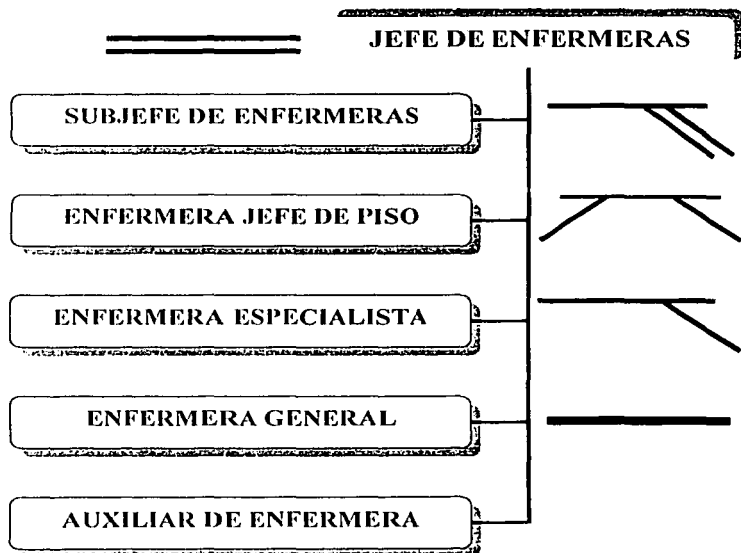 JEFE DE ENFERMERAS
SUBJEFE DE ENFERMERAS
ENFERMERA JEFE DE PISO
ENFERMERA ESPECIALISTA
ENFERMERA GENERAL
AUXILIAR DE ENFERMERA